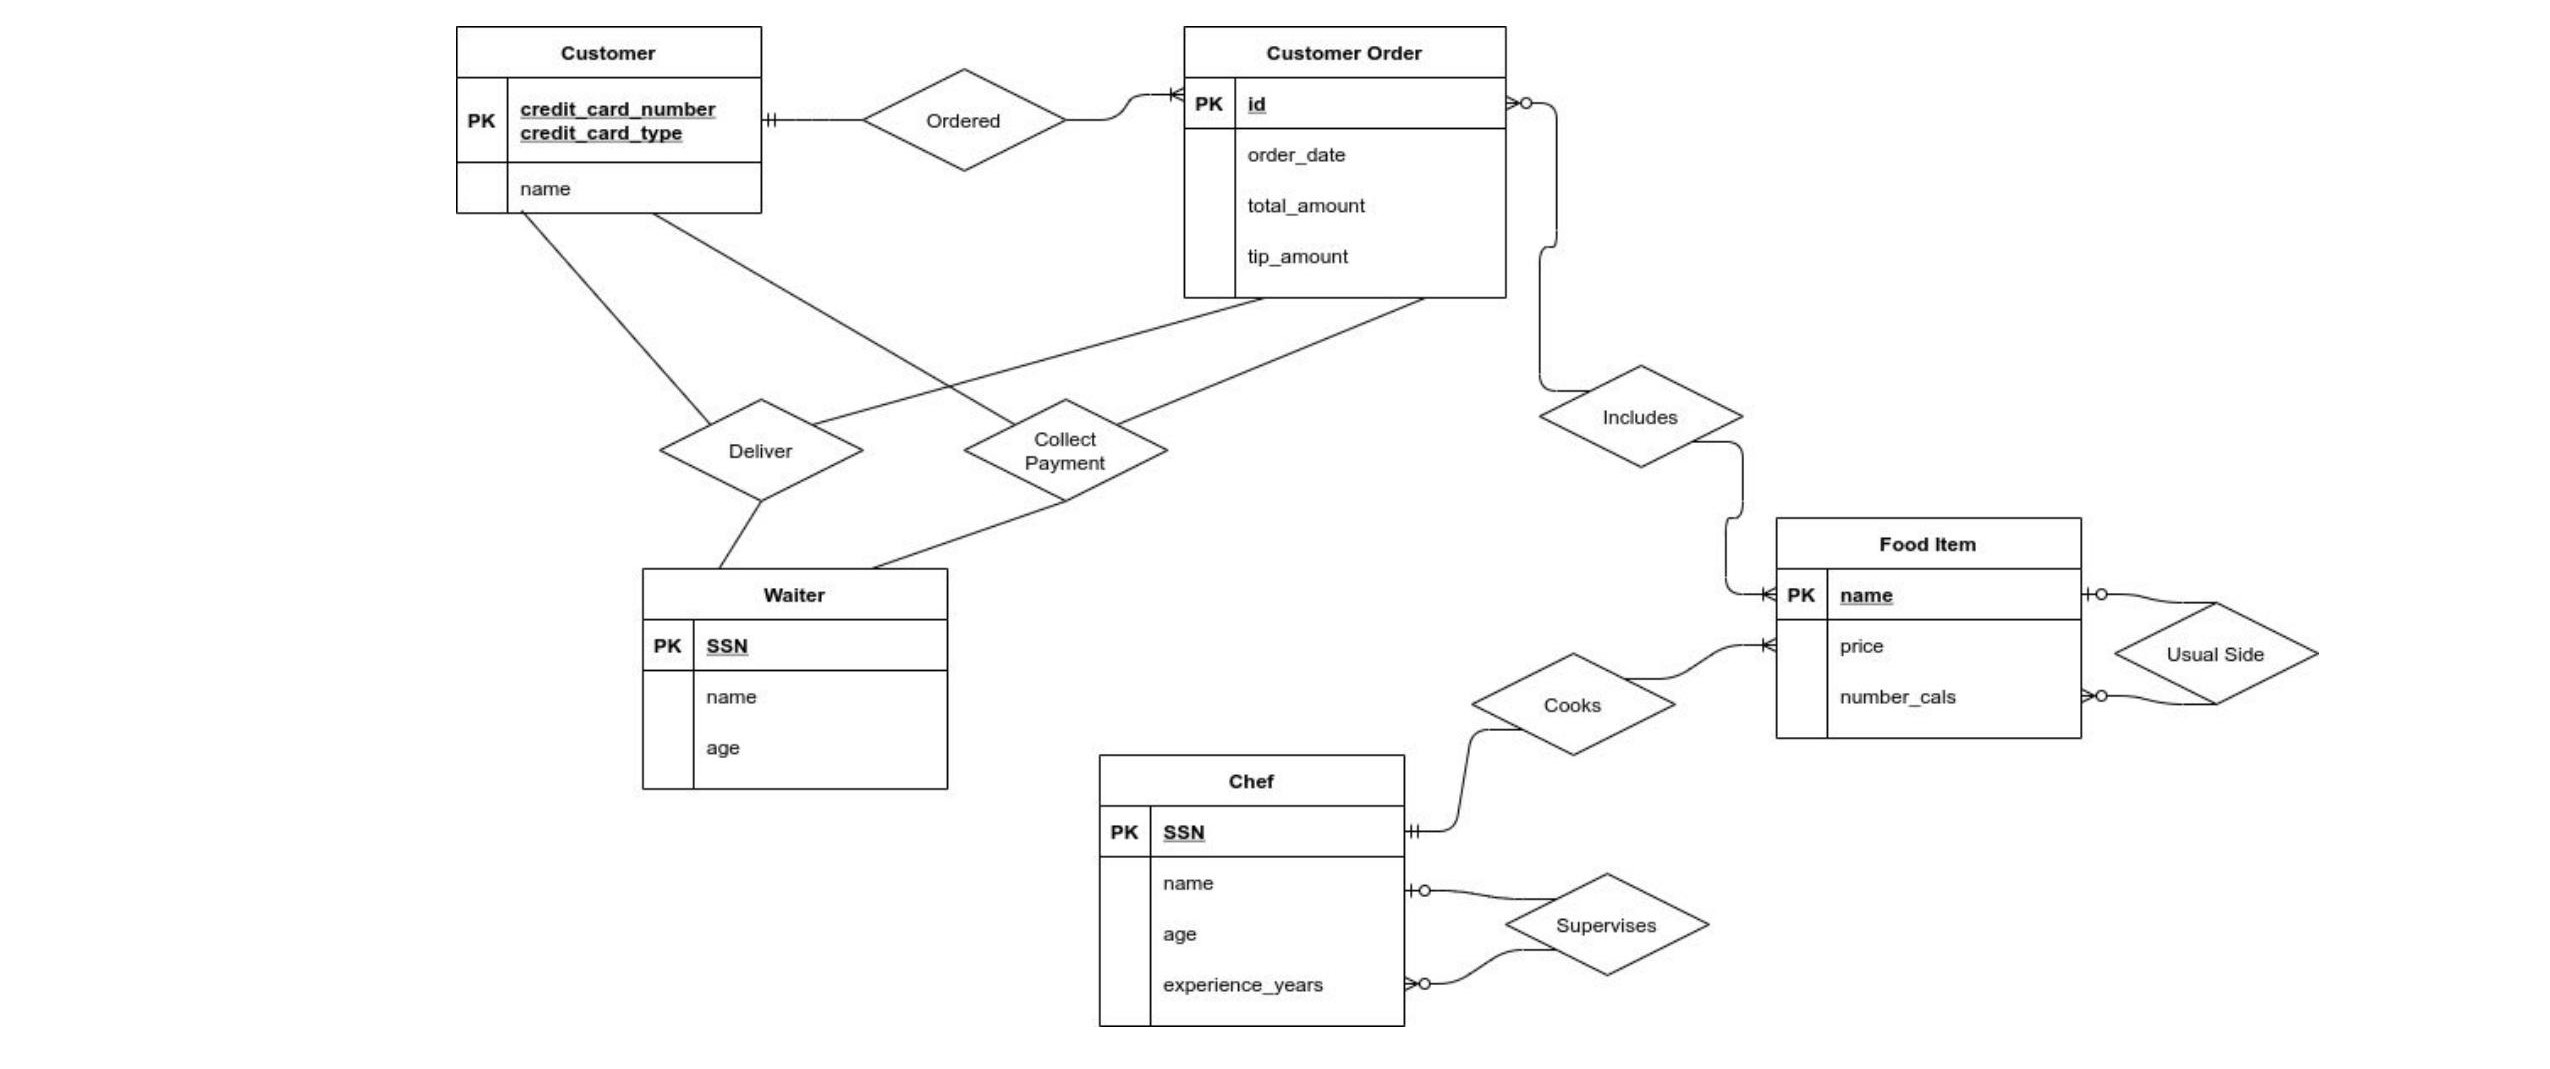 Customer
PK
credit_card_number
credit_card_type
name
Ordered
Customer Order
PK
id
order_date
total_amount
tip_amount
Deliver
Collect
Payment
Includes
Waiter
PK
SSN
name
age
Food Item
PK
name
price
number_cals
Usual Side
Cooks
Chef
PK
SSN
name
age
experience_years
Supervises